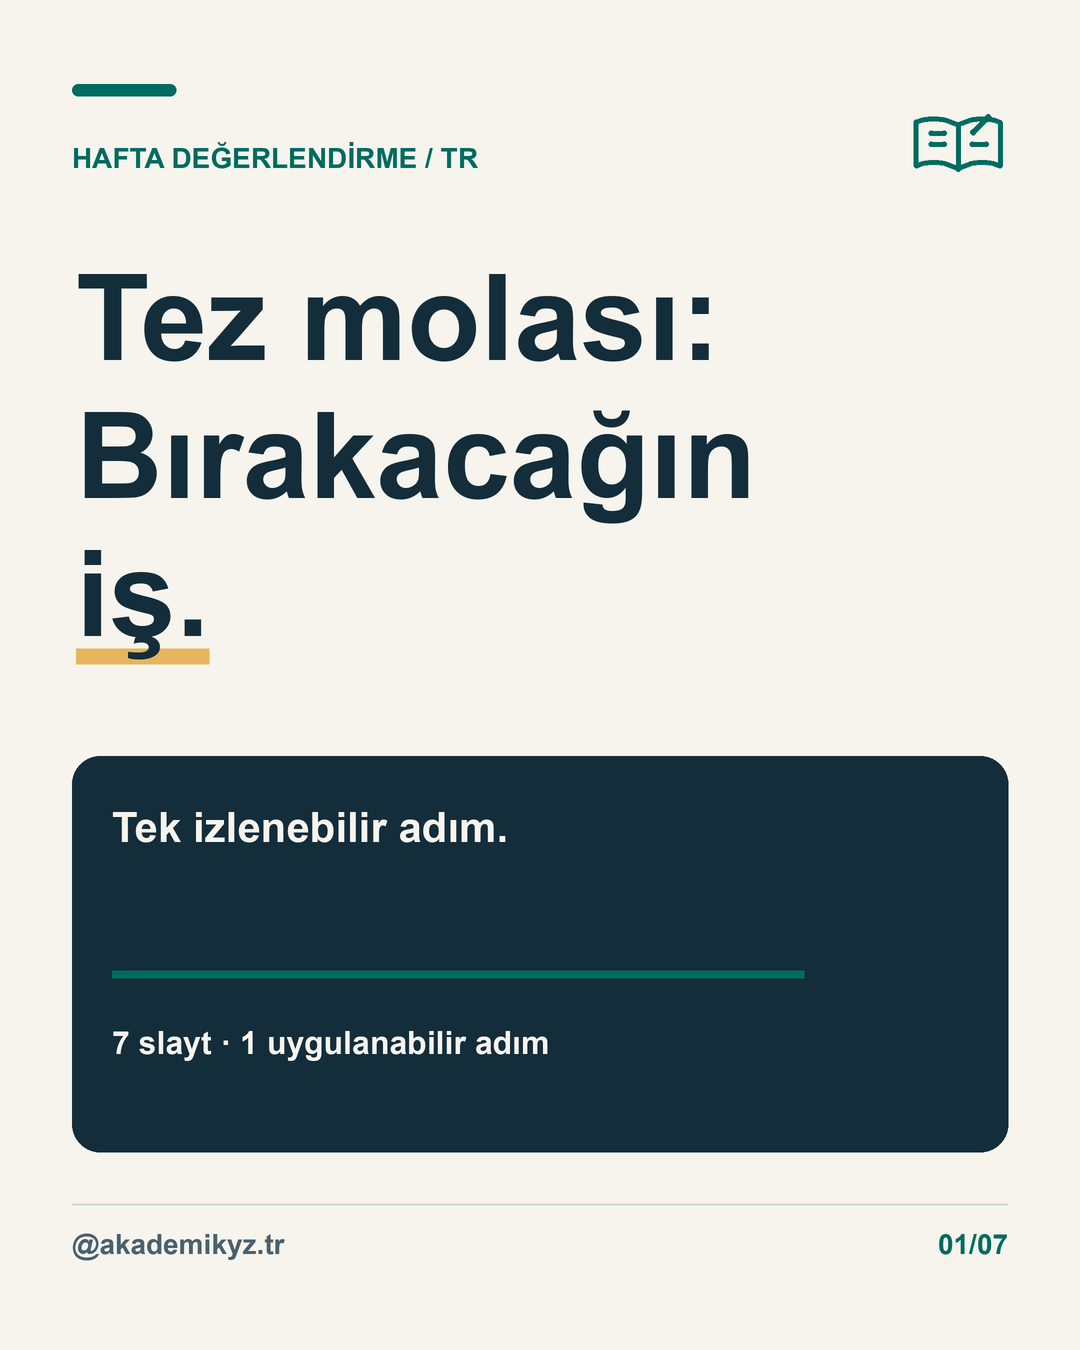 HAFTA DEĞERLENDİRME / TR
Tez molası:
Bırakacağın
iş.
Tek izlenebilir adım.
7 slayt · 1 uygulanabilir adım
@akademikyz.tr
01/07